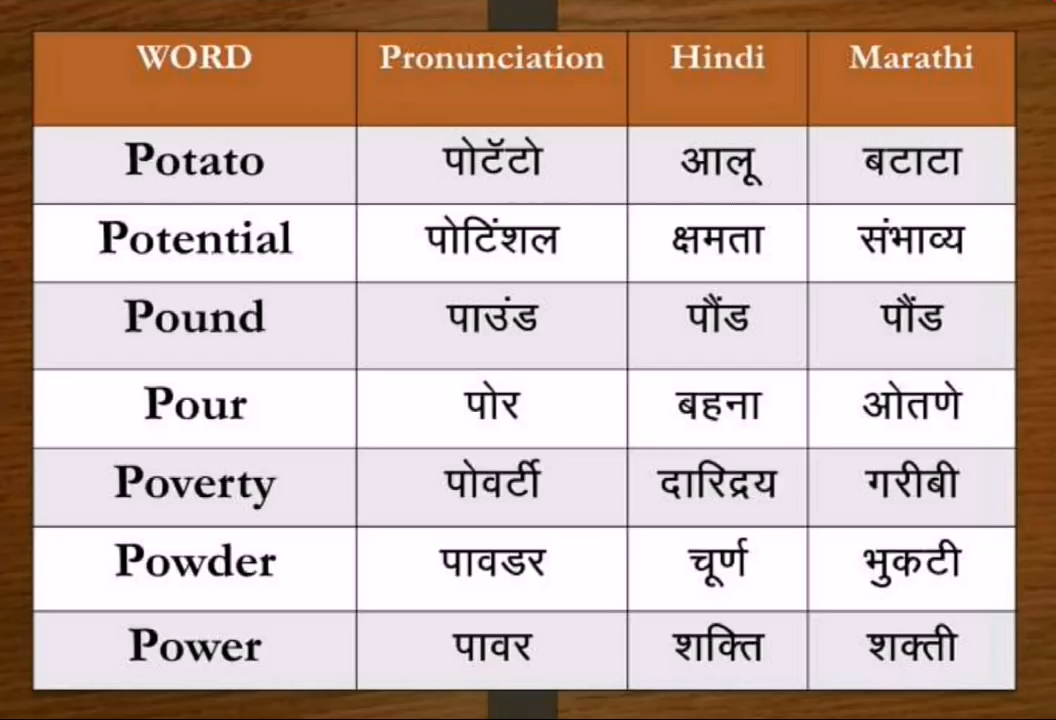 WORD Pronunciation Hindi Marathi
Potato पोटॅटो आलू बटाटा
Potential पोटिंशल क्षमता संभाव्य
Pound पाउंड पौंड पौंड
Pour पोर बहना ओतणे
Poverty पोवर्टी दारिद्रय गरीबी
Powder पावडर चूर्ण भुकटी
Power पावर शक्ति शक्ती